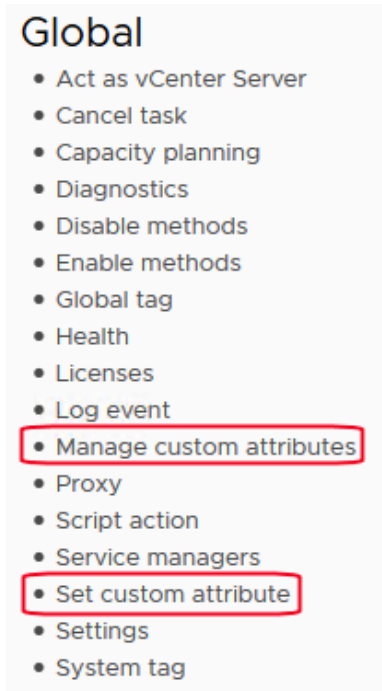 Global
• Act as vCenter Server
• Cancel task
• Capacity planning
• Diagnostics
• Disable methods
• Enable methods
• Global tag
• Health
• Licenses
• Log event
• Manage custom attributes
• Proxy
• Script action
• Service managers
• Set custom attribute
• Settings
• System tag